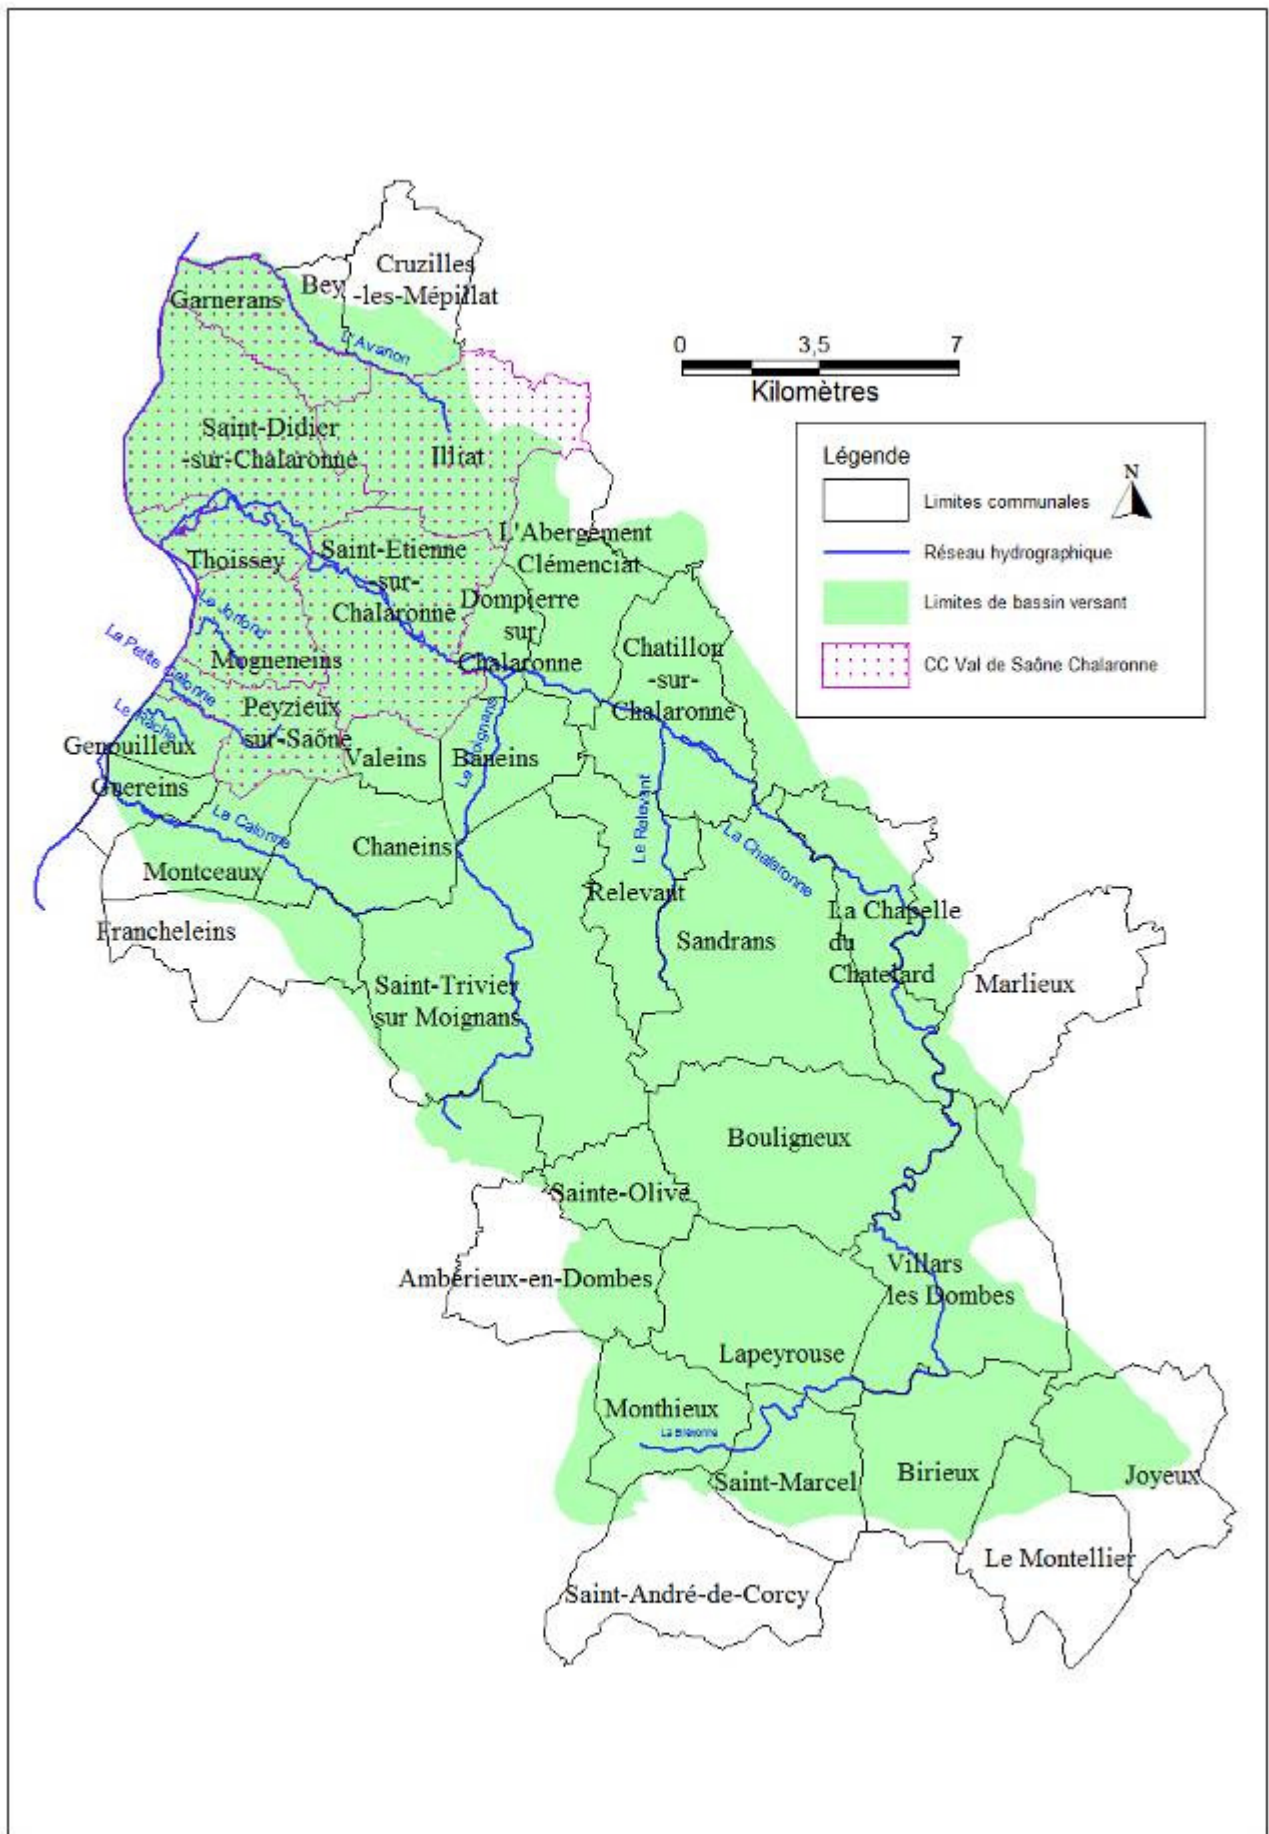 Cruzilles
-les-Mépillat
Bey
Garnerans
L'Avanon
0 3,5 7
Kilomètres
Saint-Didier
-sur-Chalaronne
Illiat
Légende
N
Limites communales
Réseau hydrographique
Limites de bassin versant
CC Val de Saône Chalaronne
L'Abergement
Clémenciat
Thoissey
Saint-Etienne
-sur-
Chalaronne
Dompierre
sur
Chalaronne
Le Jorfond
Chatillon
-sur-
Chalaronne
La Petite Calonne
Mogneneins
Le Râche
Peyzieux
sur-Saône
Genouilleux
Valeins
Le Moignans
Baneins
Guereins
La Calonne
Le Relevant
La Chalaronne
Chaneins
Montceaux
Relevant
Francheleins
Sandrans
La Chapelle
du
Chatelard
Marlieux
Saint-Trivier
sur Moignans
Bouligneux
Sainte-Olive
Ambérieux-en-Dombes
Villars
les Dombes
Lapeyrouse
Monthieux
Saint-Marcel
Birieux
Joyeux
Le Montellier
Saint-André-de-Corcy